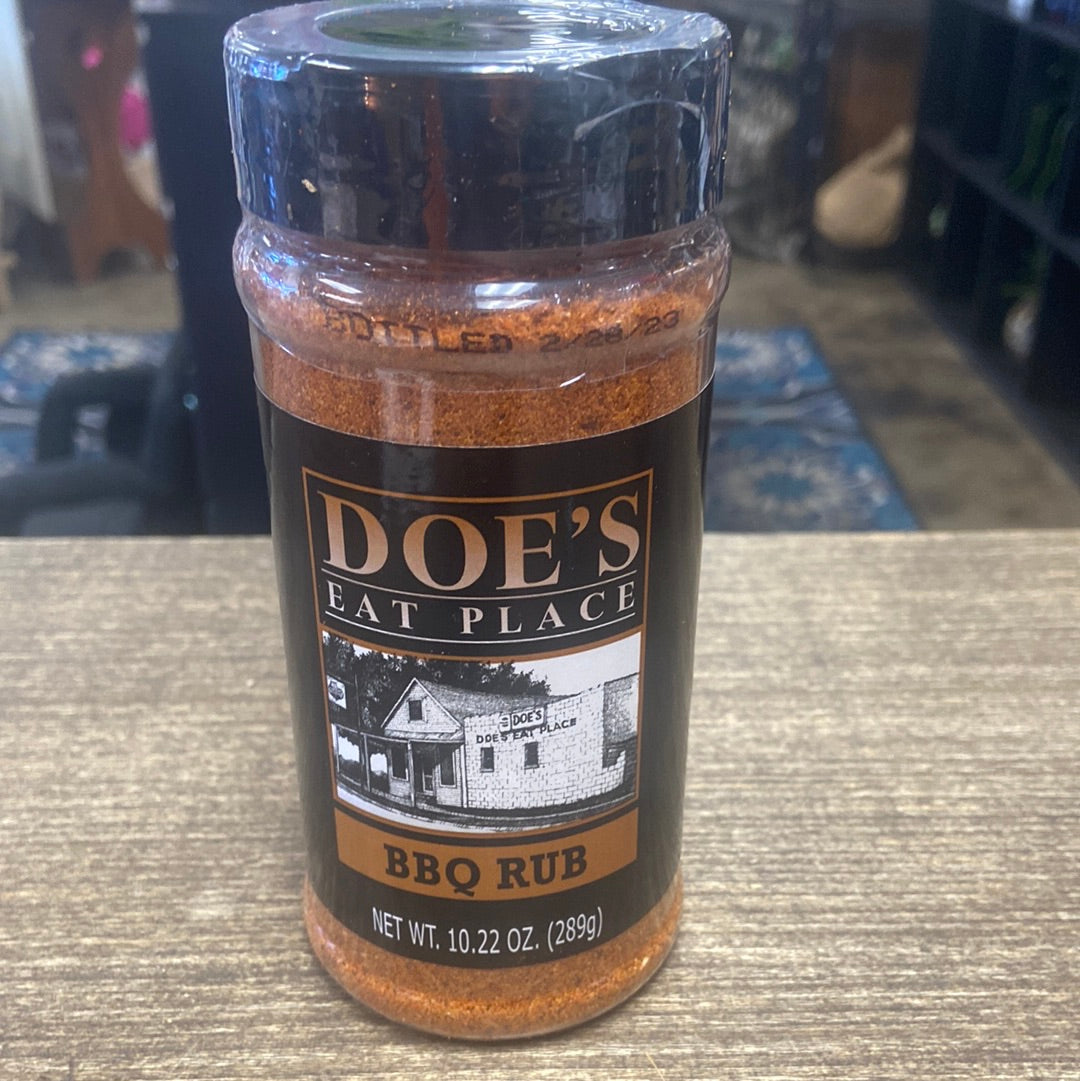 BOTTLED 2/28/23
DOE'S
EAT PLACE
DOE'S
DOE'S EAT PLACE
BBQ RUB
NET WT. 10.22 OZ. (289g)